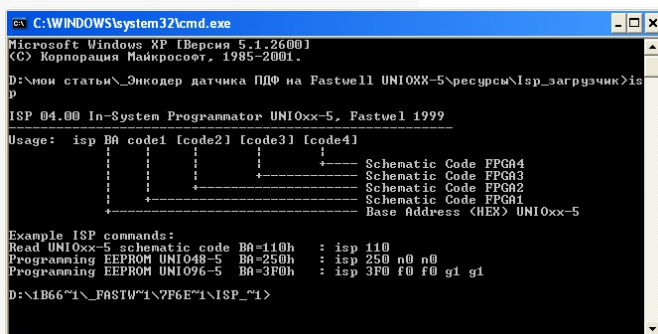 C:\WINDOWS\system32\cmd.exe
Microsoft Windows XP [Версия 5.1.2600]
(C) Корпорация Майкрософт, 1985-2001.
D:\мои статьи\_Энкодер датчика ПДФ на Fastwell UNIOXX-5\ресурсы\Isp_загрузчик>is
p
ISP 04.00 In-System Programmator UNIOxx-5, Fastwel 1999
Usage: isp BA code1 [code2] [code3] [code4]
Schematic Code FPGA4
Schematic Code FPGA3
Schematic Code FPGA2
Schematic Code FPGA1
Base Address (HEX) UNIOxx-5
Example ISP commands:
Read UNIOxx-5 schematic code BA=110h : isp 110
Programming EEPROM UNIO48-5 BA=250h : isp 250 n0 n0
Programming EEPROM UNIO96-5 BA=3F0h : isp 3F0 f0 f0 g1 g1
D:\1B66~1\_FASTW~1\7F6E~1\ISP_~1>